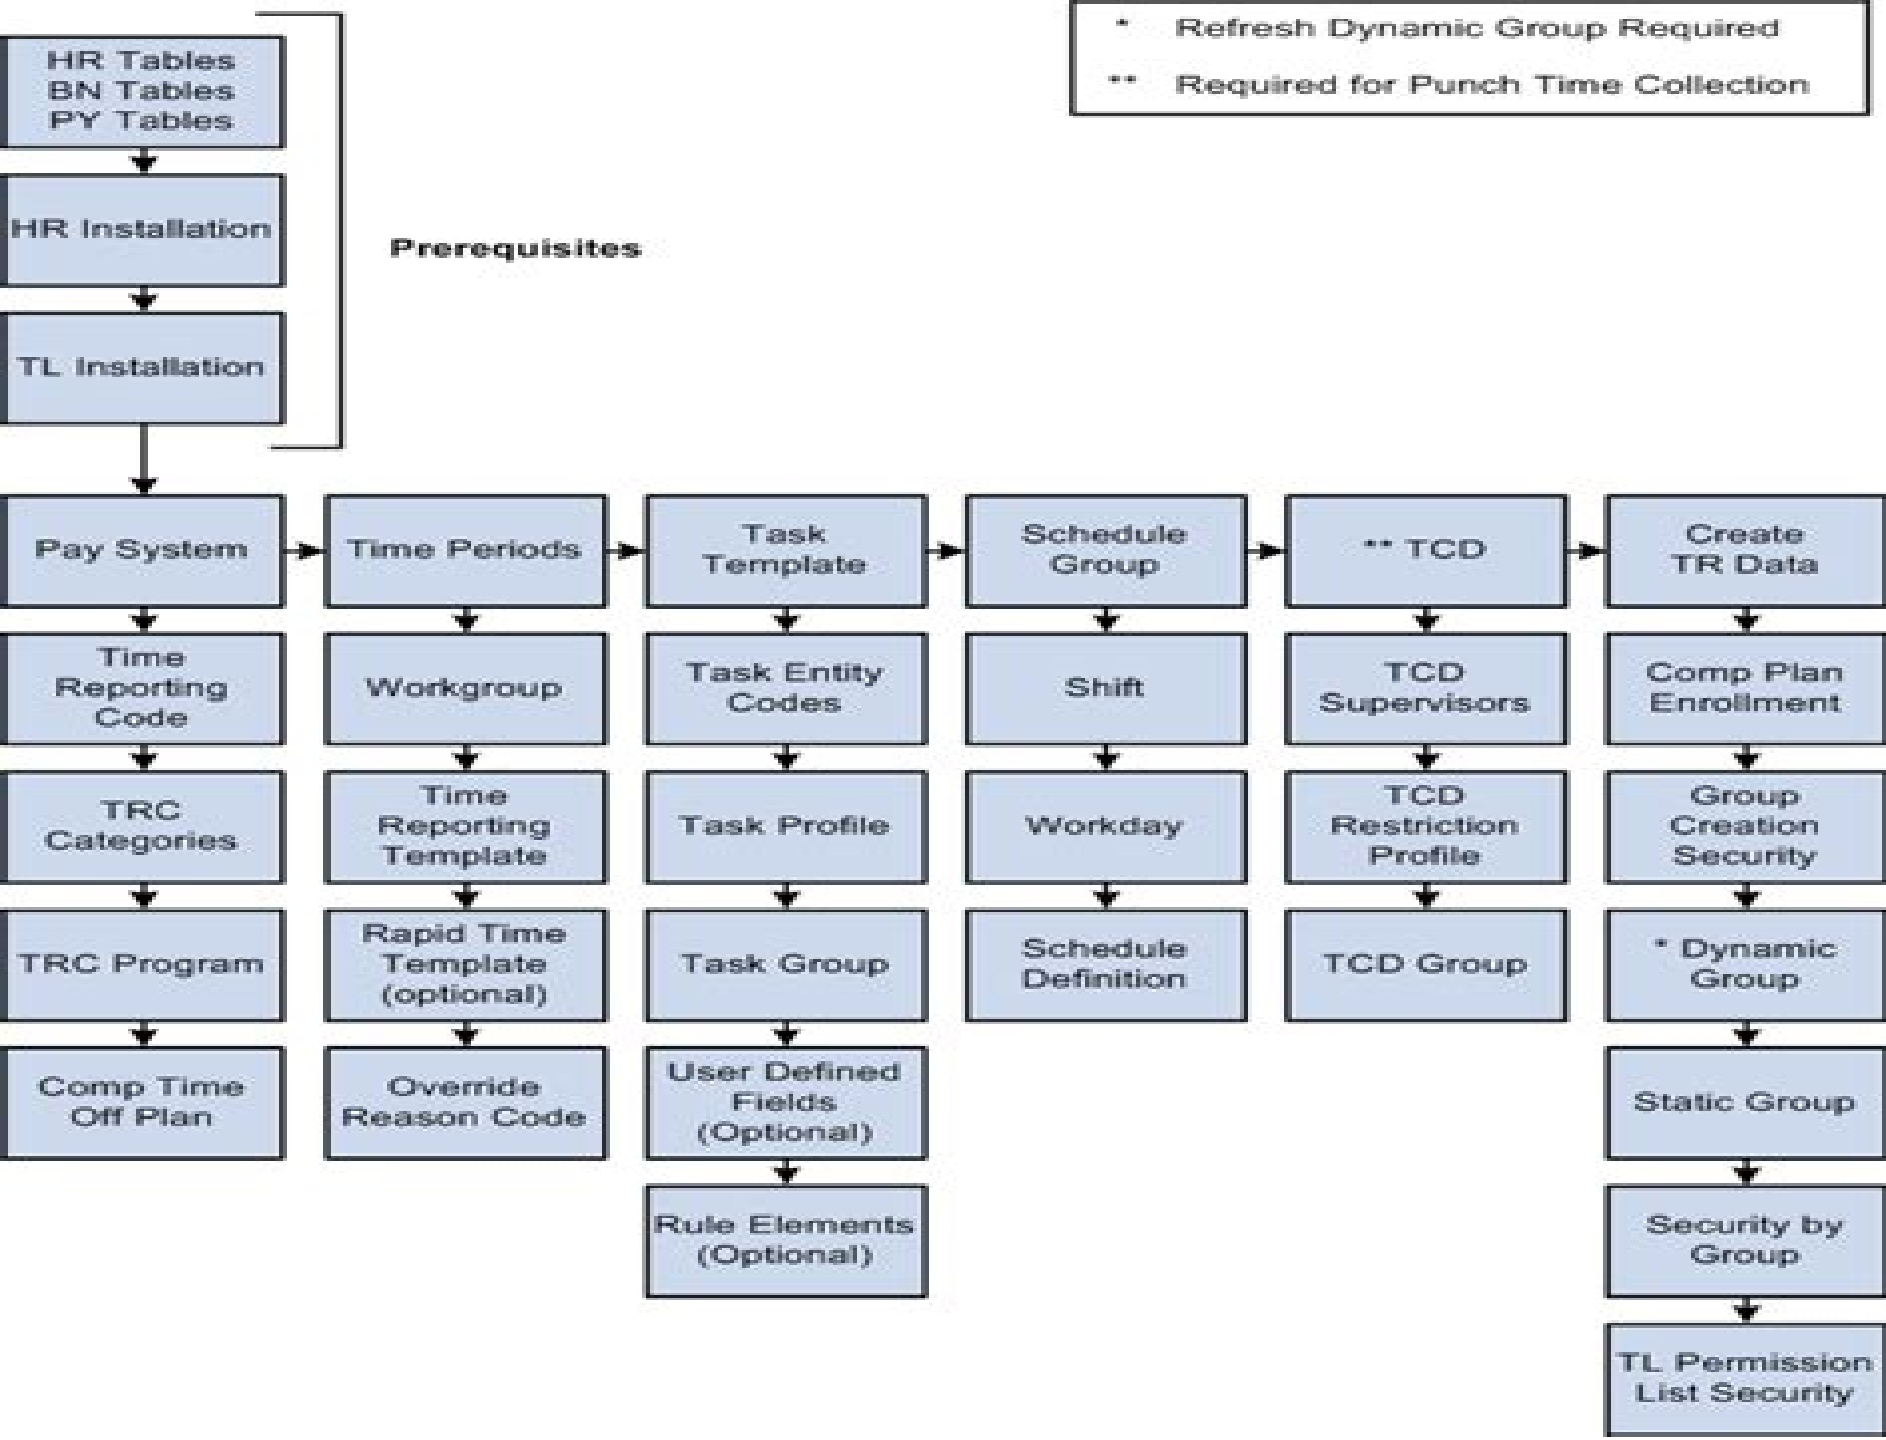 * Refresh Dynamic Group Required
** Required for Punch Time Collection
HR Tables
BN Tables
PY Tables
HR Installation
TL Installation
Prerequisites
Pay System
Time
Reporting
Code
TRC
Categories
TRC Program
Comp Time
Off Plan
Time Periods
Workgroup
Time
Reporting
Template
Rapid Time
Template
(optional)
Override
Reason Code
Task
Template
Task Entity
Codes
Task Profile
Task Group
User Defined
Fields
(Optional)
Rule Elements
(Optional)
Schedule
Group
Shift
Workday
Schedule
Definition
** TCD
TCD
Supervisors
TCD
Restriction
Profile
TCD Group
Create
TR Data
Comp Plan
Enrollment
Group
Creation
Security
* Dynamic
Group
Static Group
Security by
Group
TL Permission
List Security